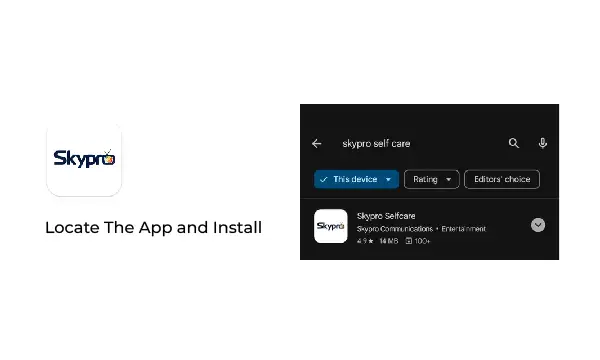 Skypro
Locate The App and Install
skypro self care
This device
Rating
Editors' choice
Skypro
Skypro Selfcare
Skypro Communications • Entertainment
4.9★ 14 MB 100+